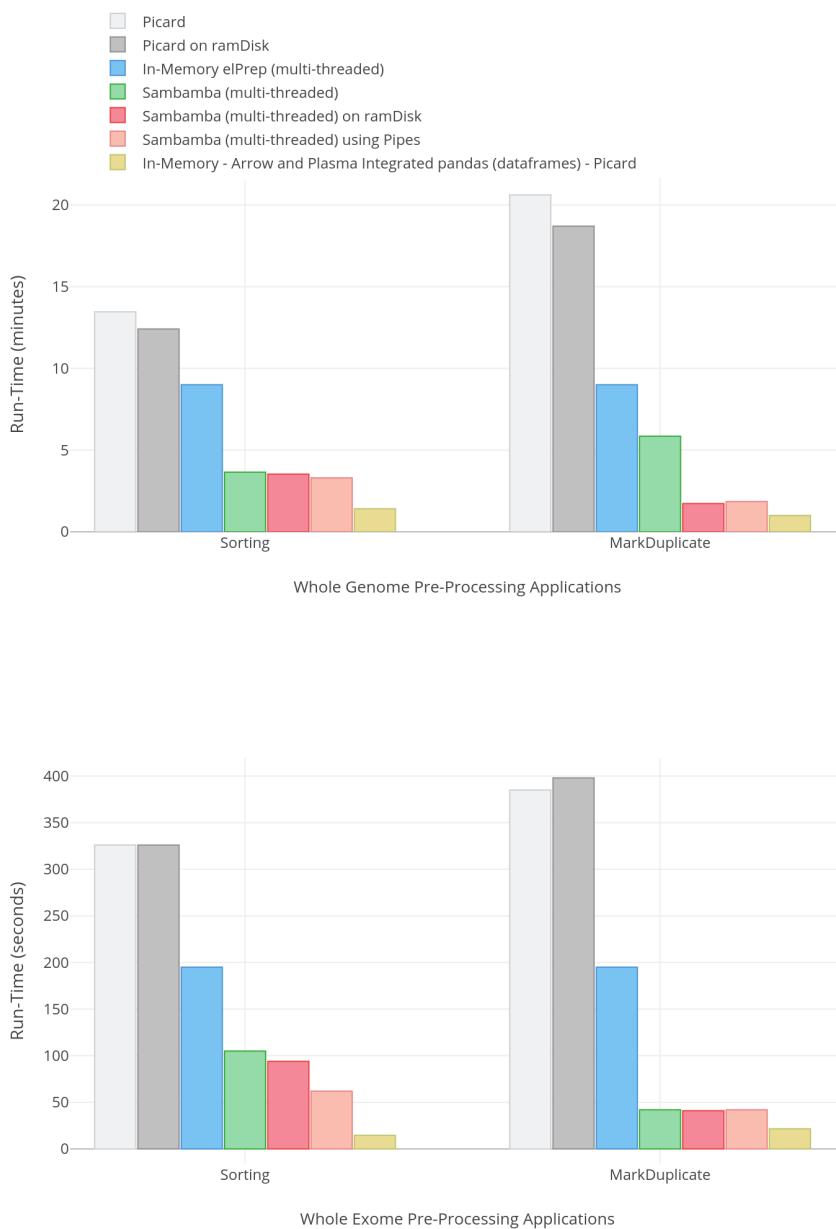 Picard
Picard on ramDisk
In-Memory elPrep (multi-threaded)
Sambamba (multi-threaded)
Sambamba (multi-threaded) on ramDisk
Sambamba (multi-threaded) using Pipes
In-Memory - Arrow and Plasma Integrated pandas (dataframes) - Picard
Run-Time (minutes)
20
15
10
5
0
Sorting MarkDuplicate
Whole Genome Pre-Processing Applications
Run-Time (seconds)
400
350
300
250
200
150
100
50
0
Sorting MarkDuplicate
Whole Exome Pre-Processing Applications